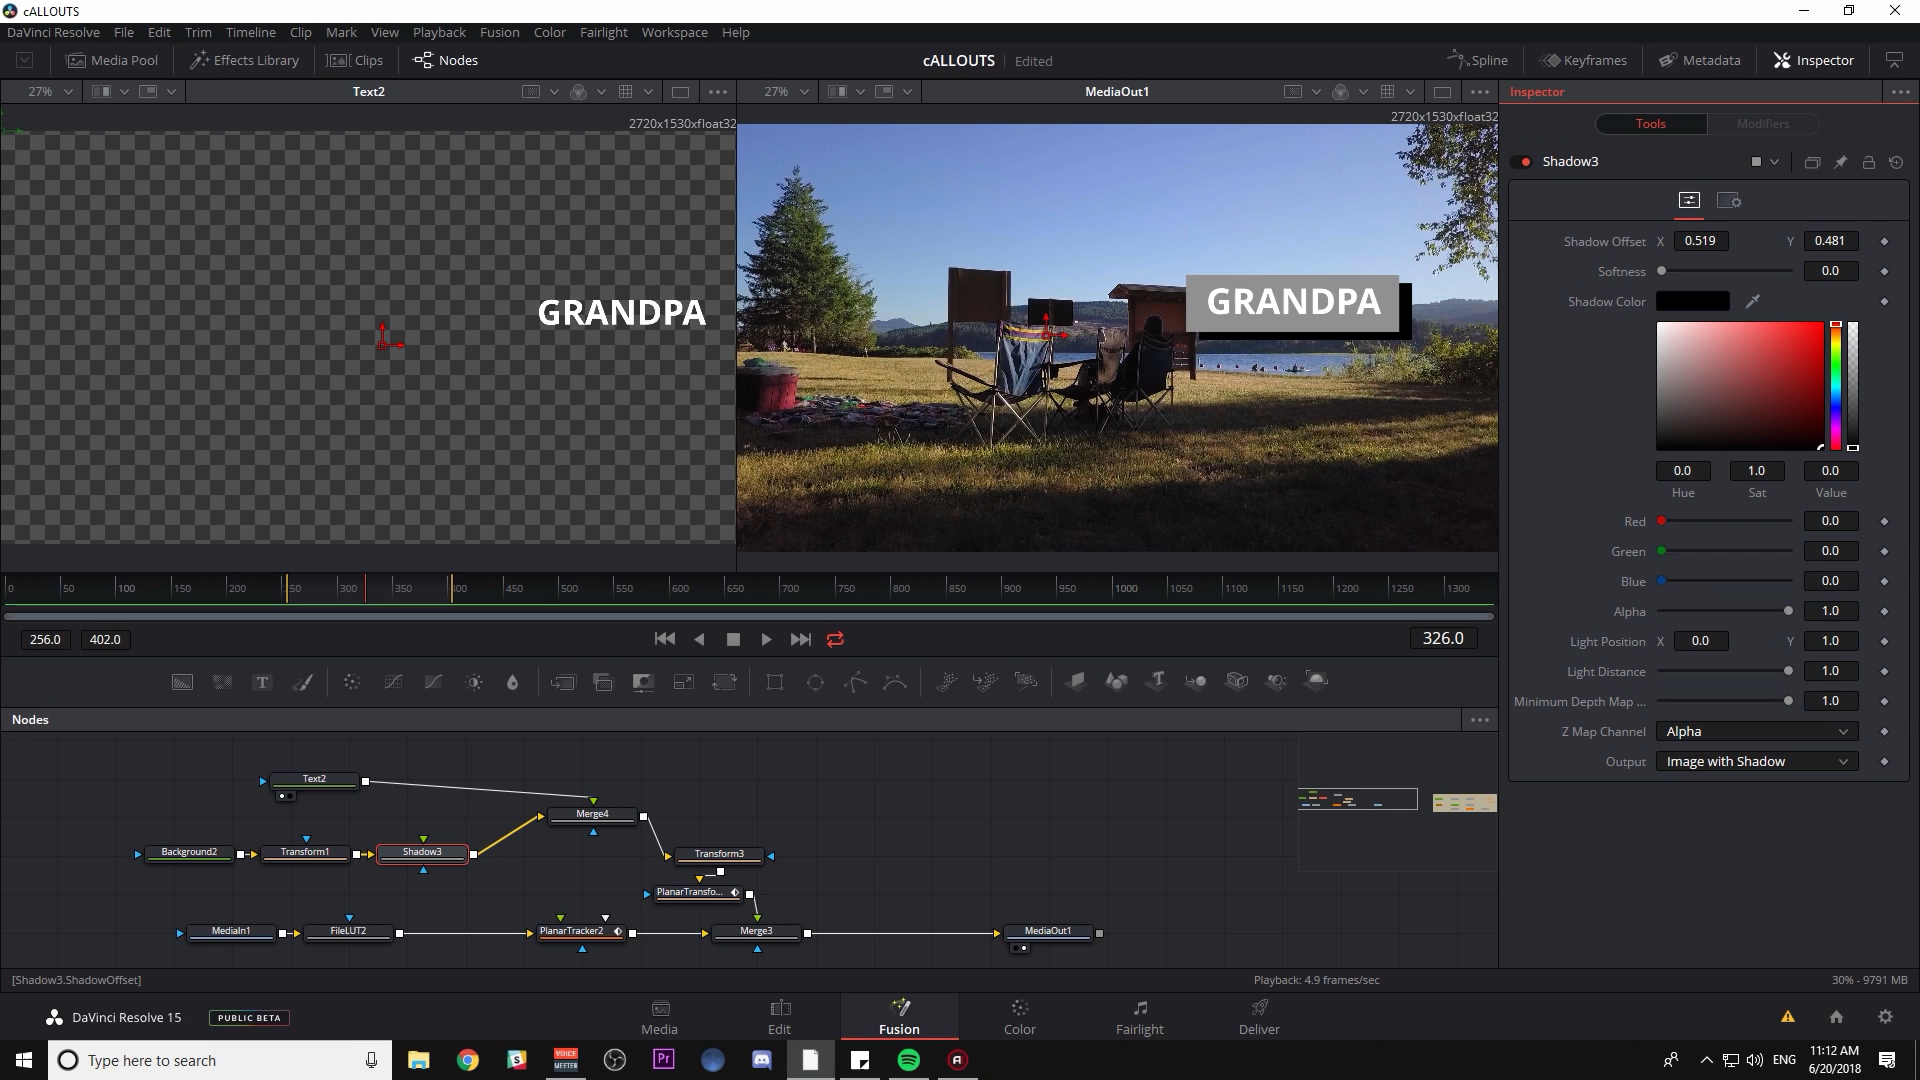 cALLOUTS
DaVinci Resolve File Edit Trim Timeline Clip Mark View Playback Fusion Color Fairlight Workspace Help
Media Pool Effects Library Clips Nodes cALLOUTS Edited Spline Keyframes Metadata Inspector
27% Text2 27% MediaOut1 Inspector
2720x1530xfloat32 2720x1530xfloat32
Tools Modifiers
Shadow3
GRANDPA
GRANDPA
Shadow Offset X 0.519 Y 0.481
Softness 0.0
Shadow Color
0.0 1.0 0.0
Hue Sat Value
Red 0.0
Green 0.0
Blue 0.0
Alpha 1.0
Light Position X 0.0 Y 1.0
Light Distance 1.0
Minimum Depth Map ... 1.0
Z Map Channel Alpha
Output Image with Shadow
0 50 100 150 200 250 300 350 400 450 500 550 600 650 700 750 800 850 900 950 1000 1050 1100 1150 1200 1250 1300
256.0 402.0 326.0
Nodes
Text2
Merge4
Background2 Transform1 Shadow3 Transform3
PlanarTransfo...
MediaIn1 FileLUT2 PlanarTracker2 Merge3 MediaOut1
[Shadow3.ShadowOffset] Playback: 4.9 frames/sec 30% - 9791 MB
DaVinci Resolve 15 PUBLIC BETA Media Edit Fusion Color Fairlight Deliver
Type here to search
VOICE
MEETER
Pr
ENG
11:12 AM
6/20/2018